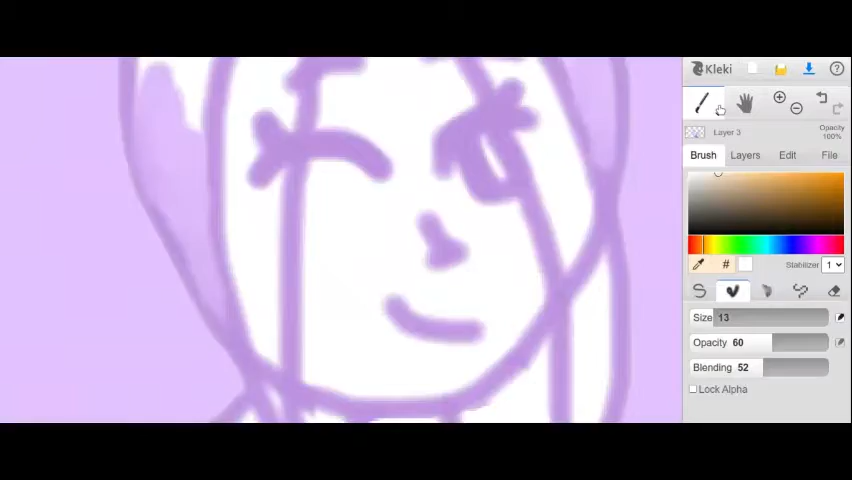 Kleki
Layer 3
Opacity
100%
Brush Layers Edit File
# Stabilizer 1
Size 13
Opacity 60
Blending 52
Lock Alpha